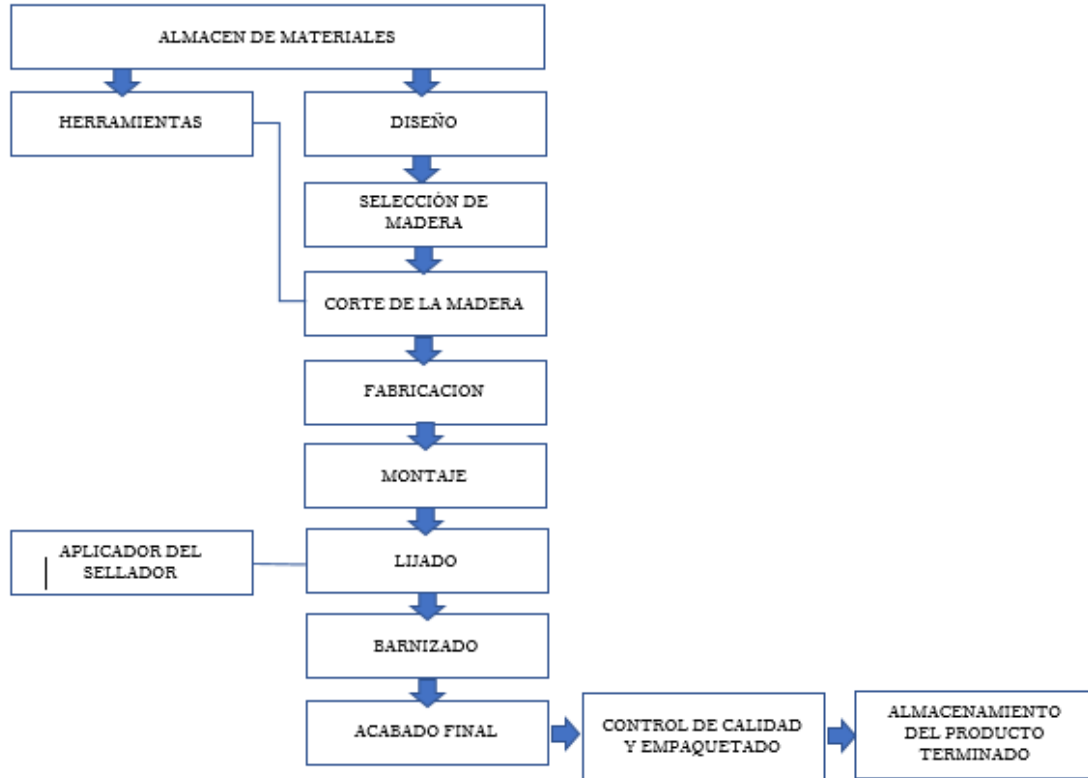 ALMACEN DE MATERIALES
HERRAMIENTAS
DISEÑO
SELECCIÓN DE
MADERA
CORTE DE LA MADERA
FABRICACION
MONTAJE
APLICADOR DEL
SELLADOR
LIJADO
BARNIZADO
ACABADO FINAL
CONTROL DE CALIDAD
Y EMPAQUETADO
ALMACENAMIENTO
DEL PRODUCTO
TERMINADO